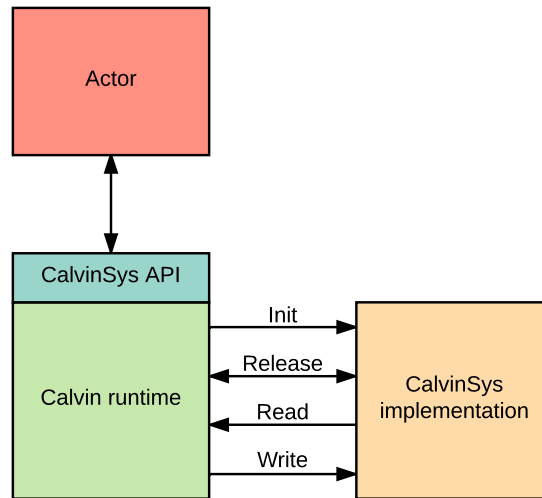 Actor
CalvinSys API
Init
Release
Calvin runtime
CalvinSys
implementation
Read
Write